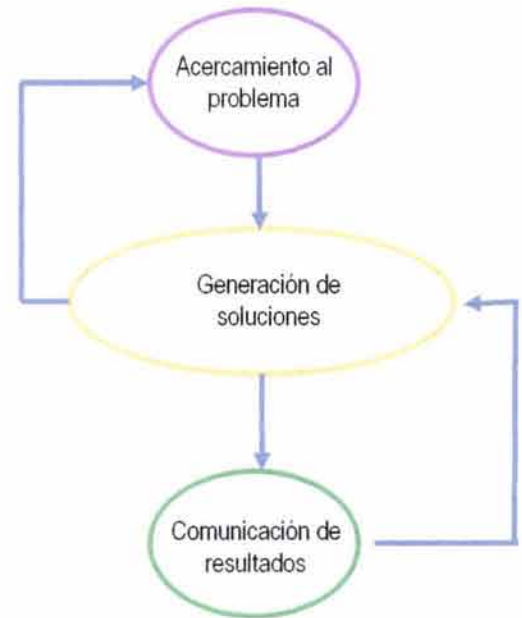 Acercamiento al
problema
Generación de
soluciones
Comunicación de
resultados